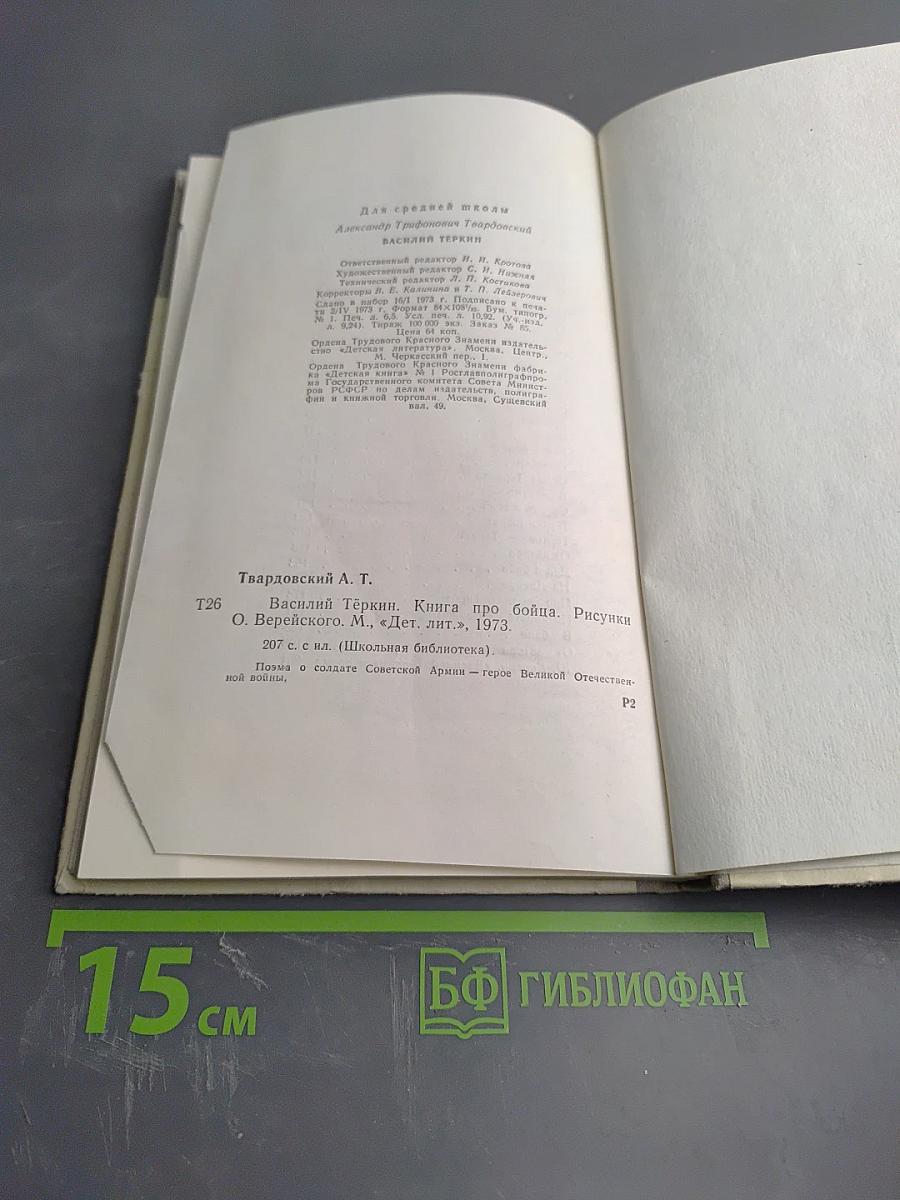 Для средней школы
Александр Трифонович Твардовский
ВАСИЛИЙ ТЁРКИН
Ответственный редактор Н. И. Кротова
Художественный редактор С. И. Нижняя
Технический редактор Л. П. Костикова
Корректоры В. Е. Калинина и Т. П. Лейзерович
Сдано в набор 16/I 1973 г. Подписано к печа-
ти 2/IV 1973 г. Формат 84×108¹/₃₂. Бум. типогр.
№ 1. Печ. л. 6,5. Усл. печ. л. 10,92. (Уч.-изд.
л. 9,24). Тираж 100 000 экз. Заказ № 85.
Цена 64 коп.
Ордена Трудового Красного Знамени издатель-
ство «Детская литература». Москва. Центр,
М. Черкасский пер., 1.
Ордена Трудового Красного Знамени фабри-
ка «Детская книга» № 1 Росглавполиграфпро-
ма Государственного комитета Совета Минист-
ров РСФСР по делам издательств, полигра-
фии и книжной торговли. Москва, Сущевский
вал, 49.
Твардовский А. Т.
Т26 Василий Тёркин. Книга про бойца. Рисунки
О. Верейского. М., «Дет. лит.», 1973.
207 с. с ил. (Школьная библиотека).
Поэма о солдате Советской Армии — герое Великой Отечествен-
ной войны.
Р2
15 см
БФ ГИБЛИОФАН